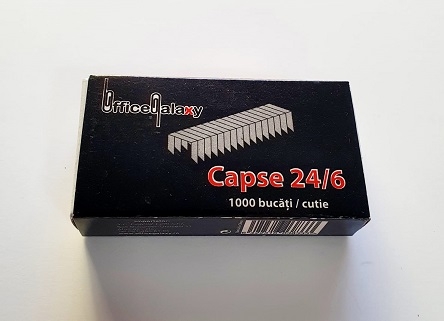 OfficeGalaxy
Capse 24/6
1000 bucăți / cutie